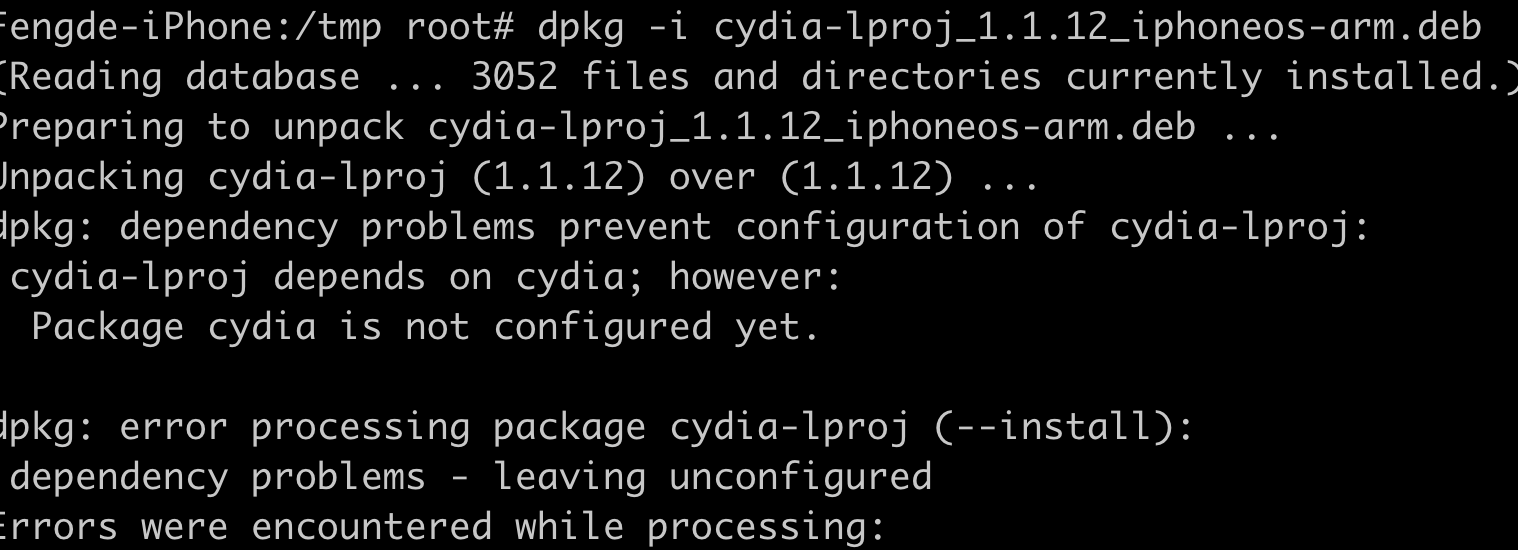 Fengde-iPhone:/tmp root# dpkg -i cydia-lproj_1.1.12_iphoneos-arm.deb
(Reading database ... 3052 files and directories currently installed.)
Preparing to unpack cydia-lproj_1.1.12_iphoneos-arm.deb ...
Unpacking cydia-lproj (1.1.12) over (1.1.12) ...
dpkg: dependency problems prevent configuration of cydia-lproj:
 cydia-lproj depends on cydia; however:
  Package cydia is not configured yet.

dpkg: error processing package cydia-lproj (--install):
 dependency problems - leaving unconfigured
Errors were encountered while processing: